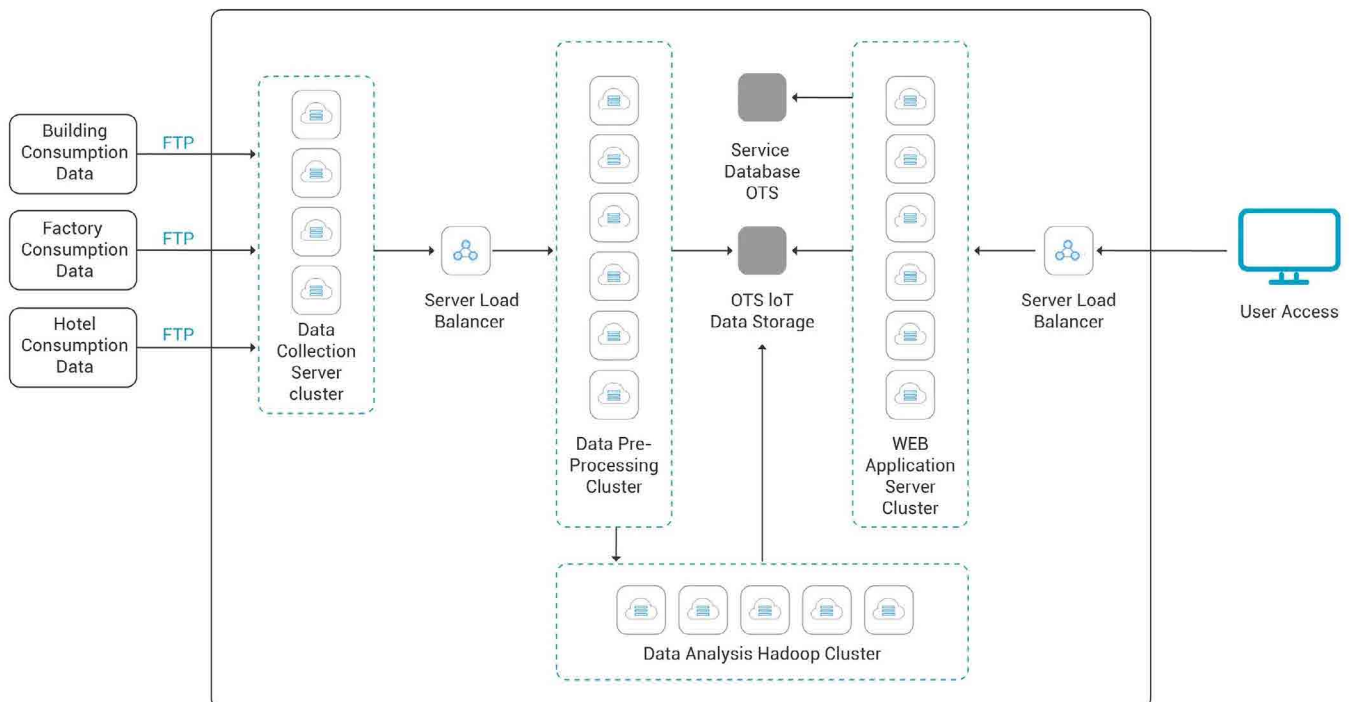 Building
Consumption
Data
FTP
Factory
Consumption
Data
FTP
Hotel
Consumption
Data
FTP
Data
Collection
Server
cluster
Server Load
Balancer
Data Pre-
Processing
Cluster
Service
Database
OTS
OTS IoT
Data Storage
WEB
Application
Server
Cluster
Server Load
Balancer
User Access
Data Analysis Hadoop Cluster